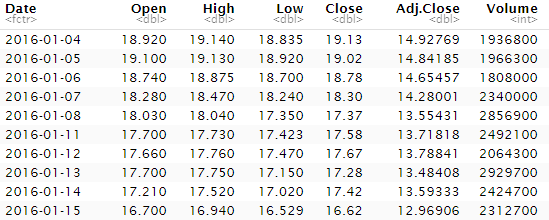 Date Open High Low Close Adj.Close Volume
<fctr> <dbl> <dbl> <dbl> <dbl> <dbl> <int>
2016-01-04 18.920 19.140 18.835 19.13 14.92769 1936800
2016-01-05 19.100 19.130 18.920 19.02 14.84185 1966300
2016-01-06 18.740 18.875 18.700 18.78 14.65457 1808000
2016-01-07 18.280 18.470 18.240 18.30 14.28001 2340000
2016-01-08 18.030 18.040 17.350 17.37 13.55431 2856900
2016-01-11 17.700 17.730 17.423 17.58 13.71818 2492100
2016-01-12 17.660 17.760 17.470 17.67 13.78841 2064300
2016-01-13 17.700 17.750 17.150 17.28 13.48408 2929700
2016-01-14 17.210 17.520 17.020 17.42 13.59333 2424700
2016-01-15 16.700 16.940 16.529 16.62 12.96906 2312700